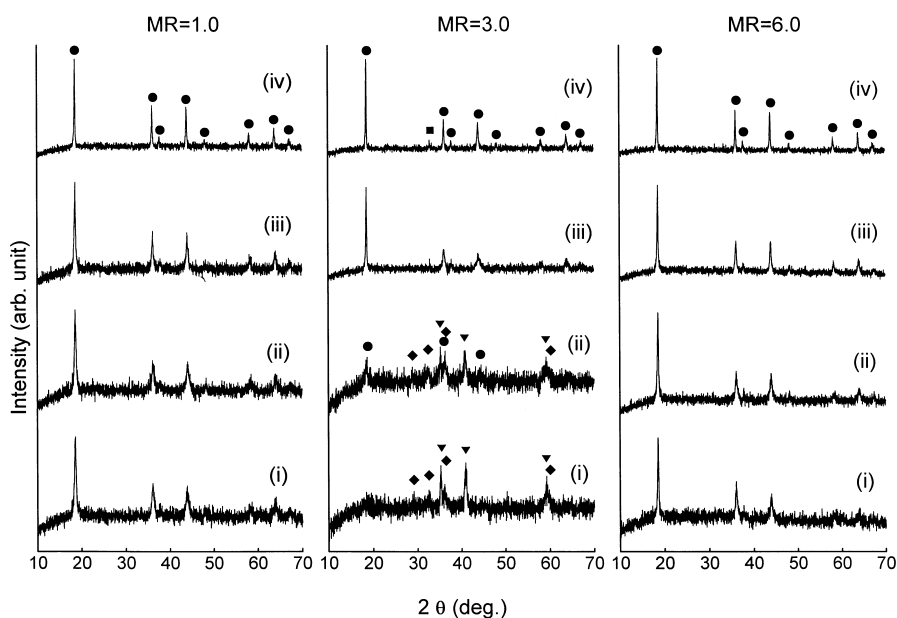 MR=1.0 MR=3.0 MR=6.0
(iv) (iv) (iv)
(iii) (iii) (iii)
(ii) (ii) (ii)
(i) (i) (i)
Intensity (arb. unit)
10 20 30 40 50 60 70 10 20 30 40 50 60 70 10 20 30 40 50 60 70
2 θ (deg.)